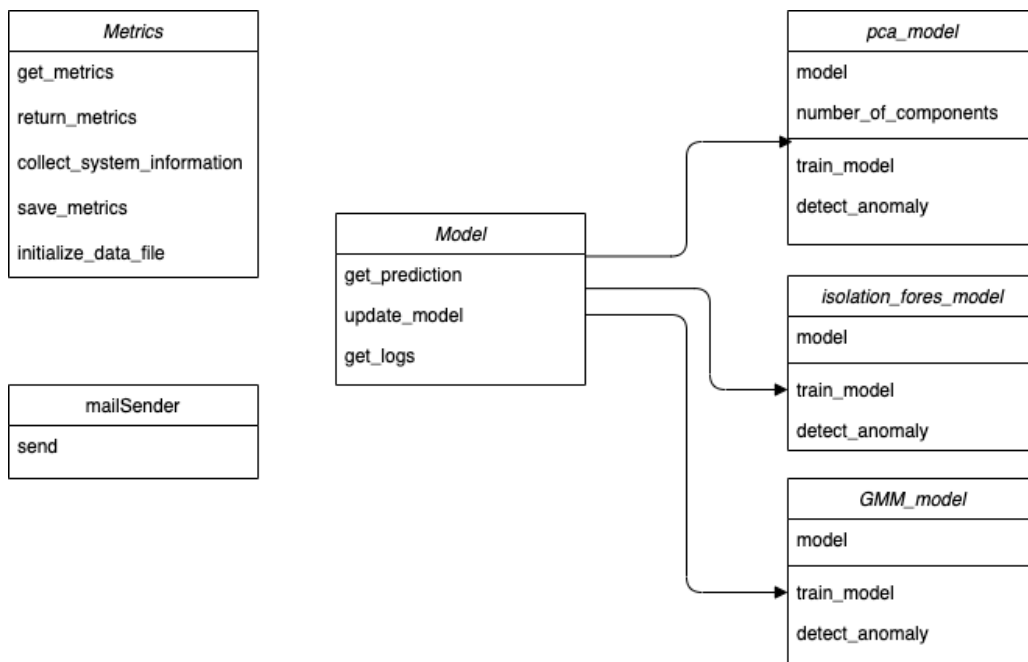 Metrics
get_metrics
return_metrics
collect_system_information
save_metrics
initialize_data_file
mailSender
send
Model
get_prediction
update_model
get_logs
pca_model
model
number_of_components
train_model
detect_anomaly
isolation_fores_model
model
train_model
detect_anomaly
GMM_model
model
train_model
detect_anomaly